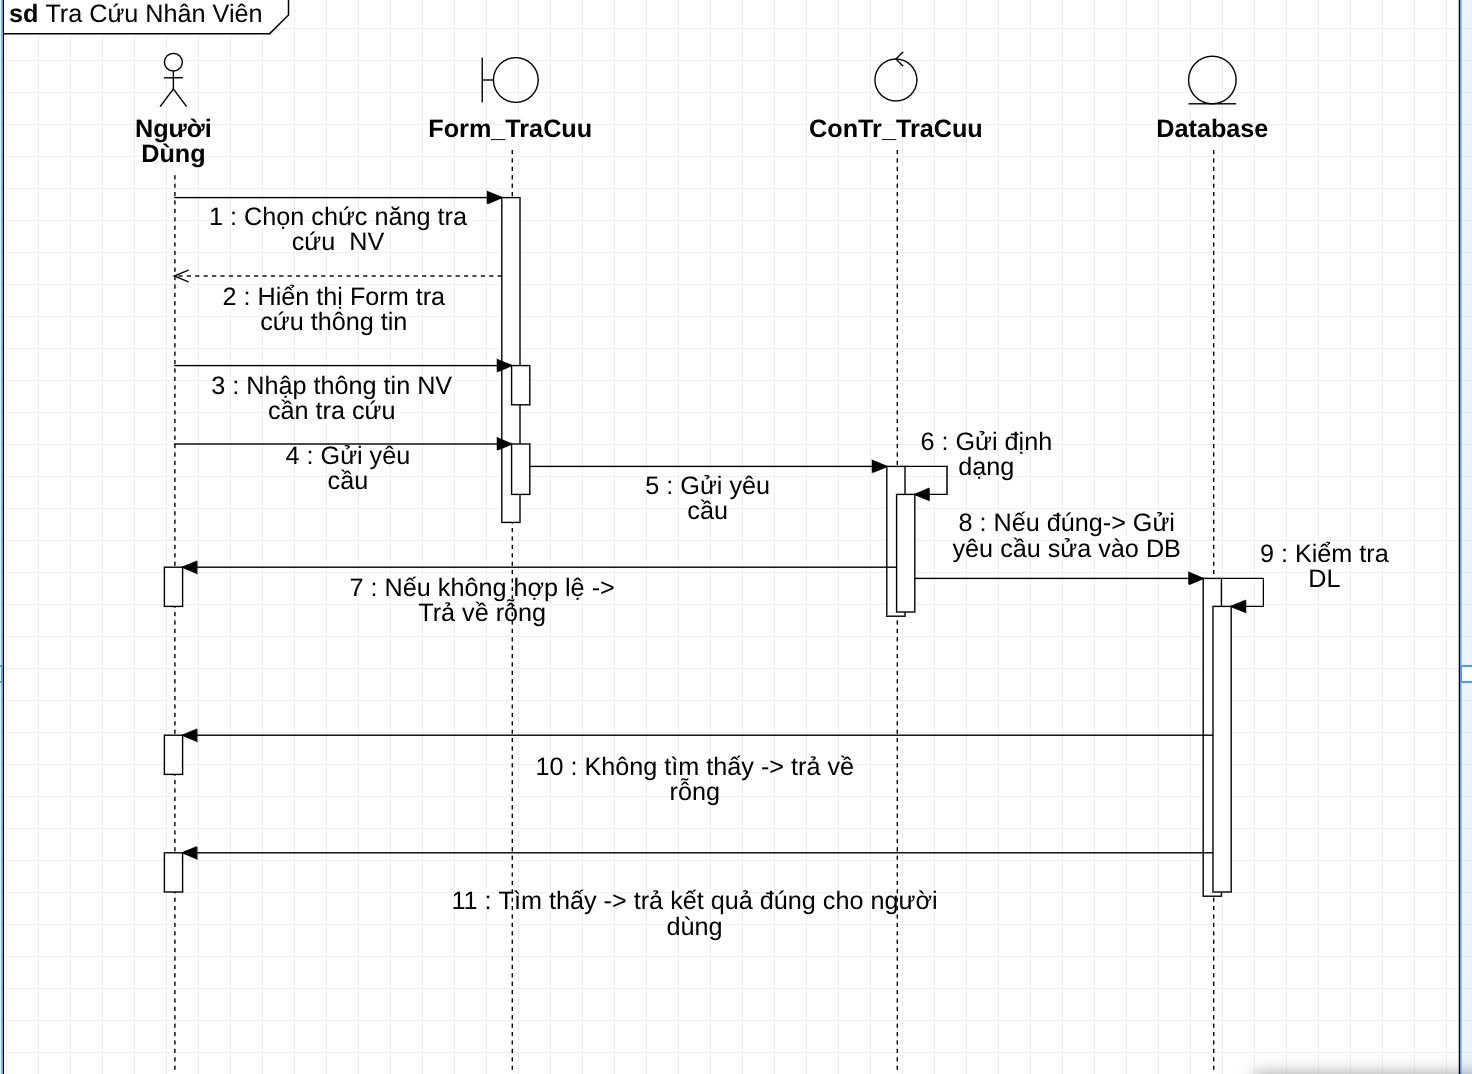 sd Tra Cứu Nhân Viên
Người
Dùng
Form_TraCuu
ConTr_TraCuu
Database
1 : Chọn chức năng tra
cứu  NV
2 : Hiển thị Form tra
cứu thông tin
3 : Nhập thông tin NV
cần tra cứu
4 : Gửi yêu
cầu
5 : Gửi yêu
cầu
6 : Gửi định
dạng
7 : Nếu không hợp lệ ->
Trả về rỗng
8 : Nếu đúng-> Gửi
yêu cầu sửa vào DB
9 : Kiểm tra
DL
10 : Không tìm thấy -> trả về
rỗng
11 : Tìm thấy -> trả kết quả đúng cho người
dùng